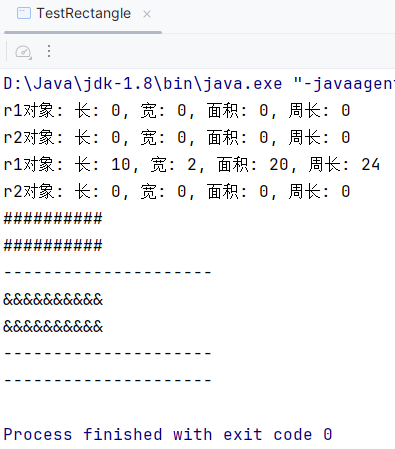 TestRectangle
D:\Java\jdk-1.8\bin\java.exe "-javaagen
r1对象: 长: 0, 宽: 0, 面积: 0, 周长: 0
r2对象: 长: 0, 宽: 0, 面积: 0, 周长: 0
r1对象: 长: 10, 宽: 2, 面积: 20, 周长: 24
r2对象: 长: 0, 宽: 0, 面积: 0, 周长: 0
##########
##########
---------------------
&&&&&&&&&&
&&&&&&&&&&
---------------------
---------------------
Process finished with exit code 0